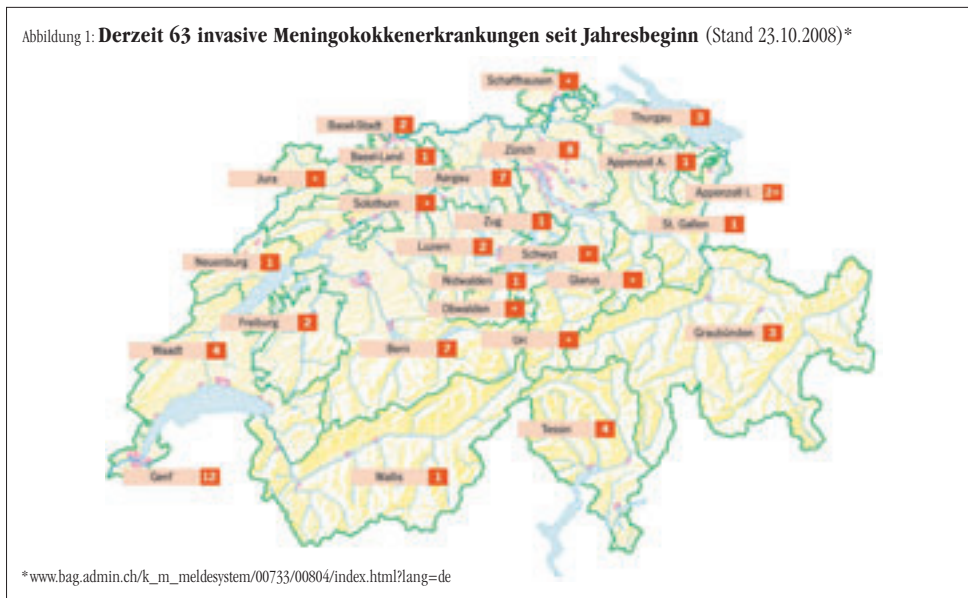 Abbildung 1: Derzeit 63 invasive Meningokokkenerkrankungen seit Jahresbeginn (Stand 23.10.2008)*
Schaffhausen
Thurgau
Basel-Stadt 2
Basel-Land 1
Zürich 8
Appenzell A. 1
Jura
Aargau 7
Appenzell I.
Solothurn
Zug 1
St. Gallen 1
Luzern 2
Schwyz
Neuenburg 1
Nidwalden 1
Glarus
Obwalden
Freiburg 2
Graubünden 3
Waadt 4
Bern 7
Uri
Tessin 4
Genf 12
Wallis 1
*www.bag.admin.ch/k_m_meldesystem/00733/00804/index.html?lang=de